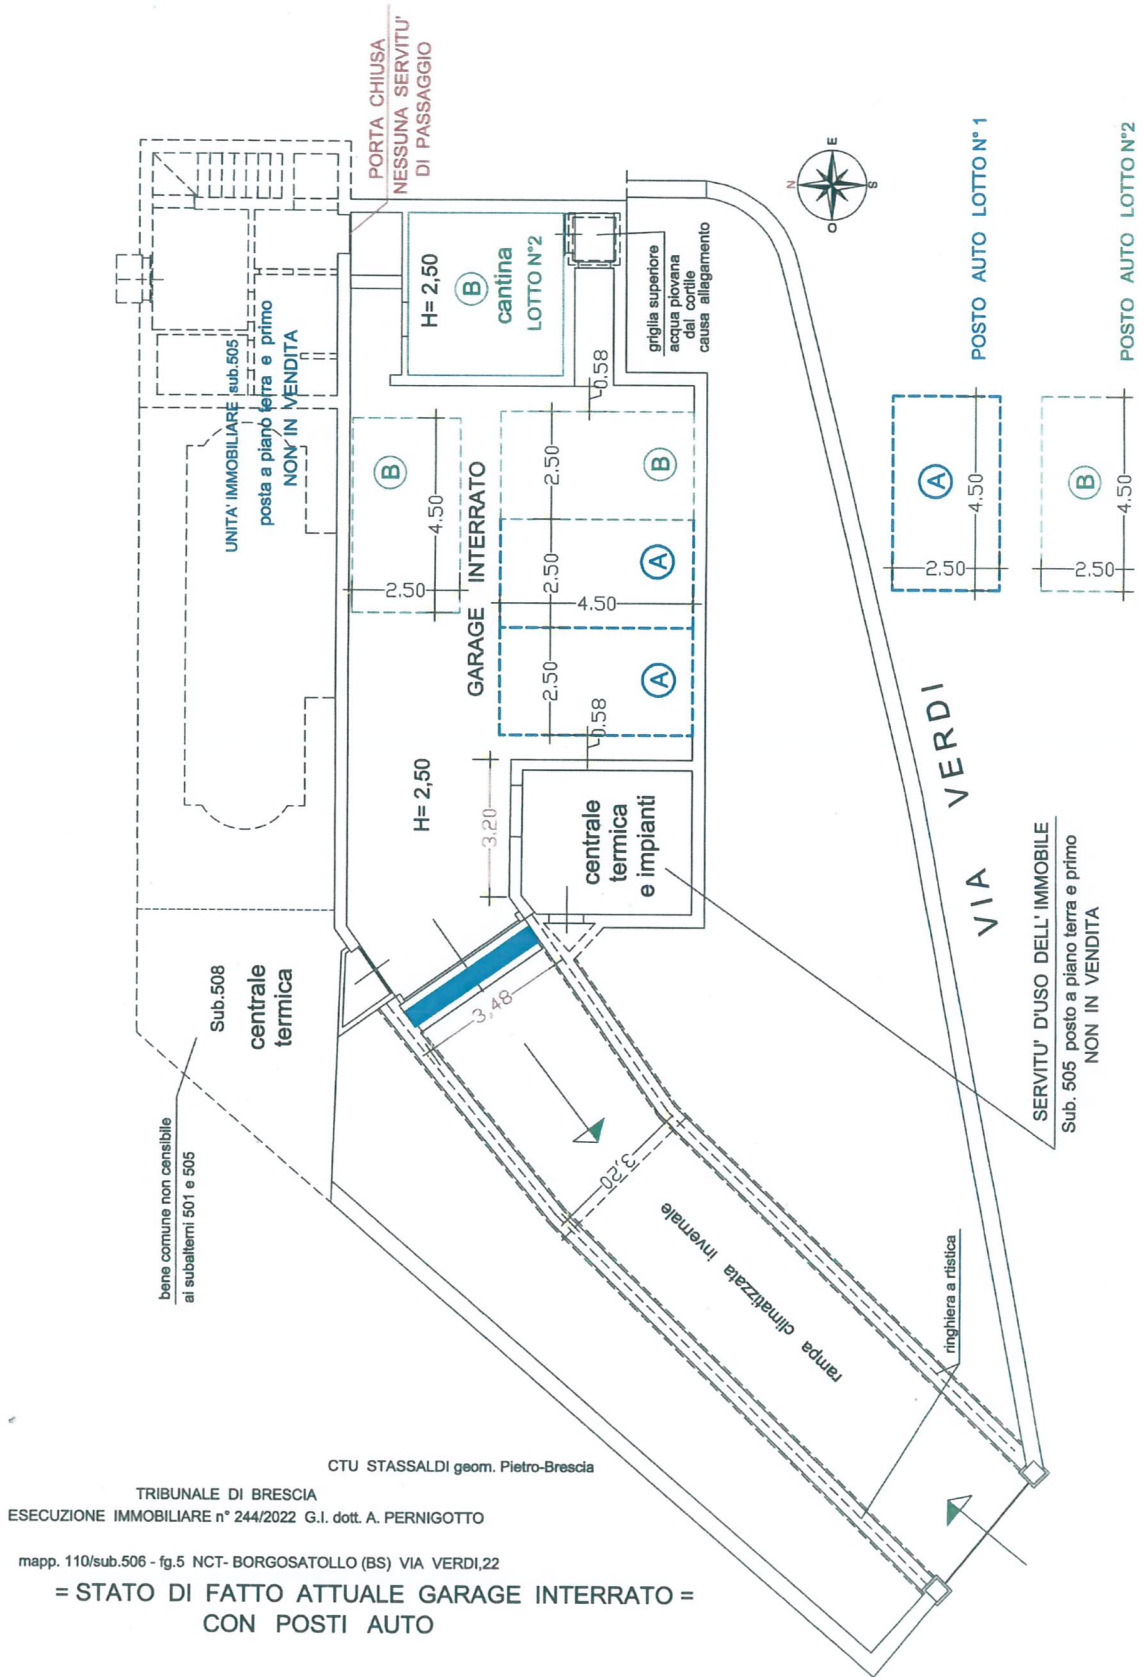 PORTA CHIUSA
NESSUNA SERVITU'
DI PASSAGGIO
UNITA' IMMOBILIARE sub.505
posta a piano terra e primo
NON IN VENDITA
H= 2,50
B
cantina
LOTTO N°2
griglia superiore
acqua piovana
dal cortile
causa allagamento
N
E
S
O
POSTO AUTO LOTTO N° 1
A
2.50
4.50
POSTO AUTO LOTTO N°2
B
2.50
4.50
B
2.50
4.50
GARAGE INTERRATO
0.58
2.50
B
2.50
A
4.50
2.50
A
0.58
H= 2,50
3.20
centrale
termica
e impianti
VIA VERDI
SERVITU' D'USO DELL' IMMOBILE
Sub. 505 posto a piano terra e primo
NON IN VENDITA
Sub.508
centrale
termica
bene comune non censibile
ai subalterni 501 e 505
3,48
3,20
rampa climatizzata invernale
ringhiera a rtistica
CTU STASSALDI geom. Pietro-Brescia
TRIBUNALE DI BRESCIA
ESECUZIONE IMMOBILIARE n° 244/2022 G.I. dott. A. PERNIGOTTO
mapp. 110/sub.506 - fg.5 NCT- BORGOSATOLLO (BS) VIA VERDI,22
= STATO DI FATTO ATTUALE GARAGE INTERRATO =
CON POSTI AUTO